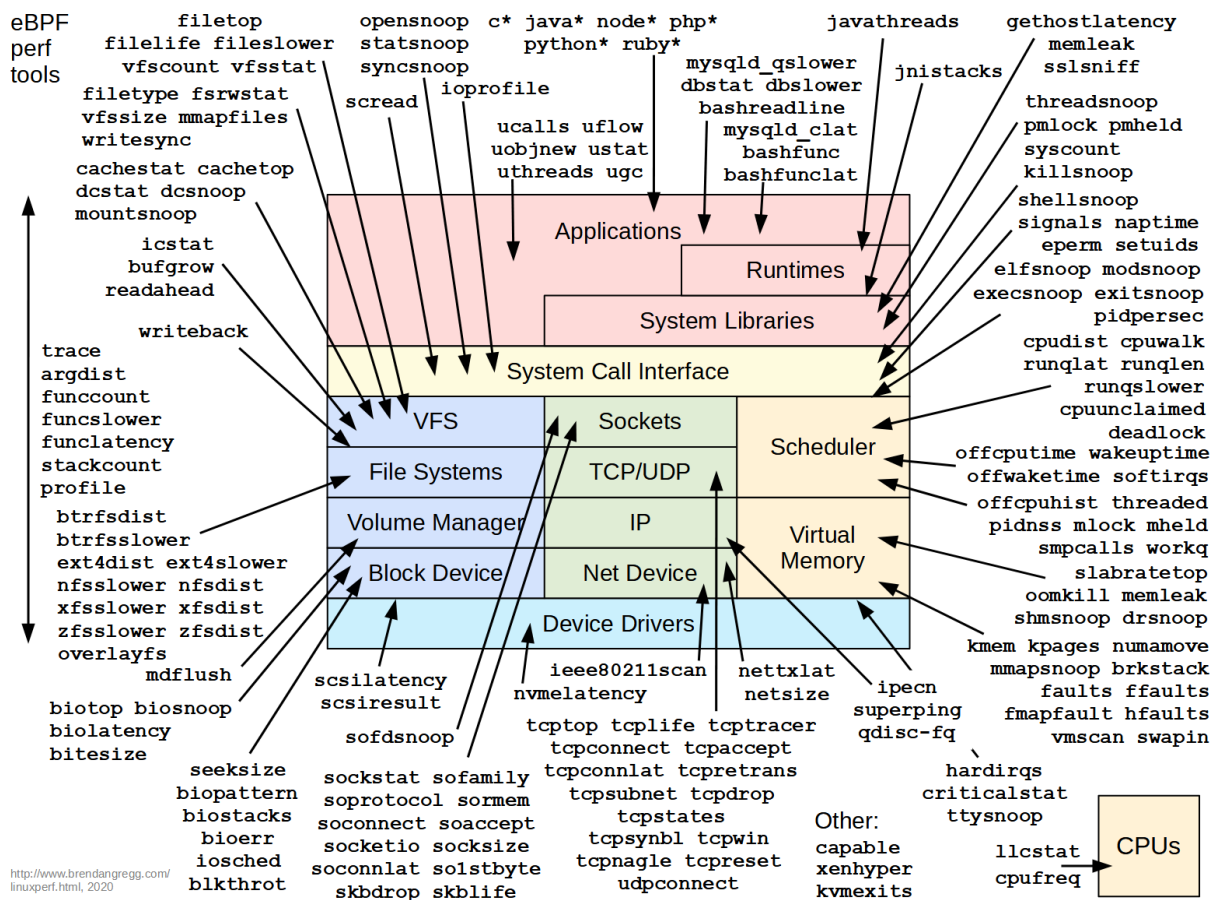 eBPF
perf
tools
filetop
filelife fileslower
vfscount vfsstat
filetype fsrwstat
vfssize mmapfiles
writesync
cachestat cachetop
dcstat dcsnoop
mountsnoop
icstat
bufgrow
readahead
writeback
opensnoop
statsnoop
syncsnoop
scread
ioprofile
c* java* node* php*
python* ruby*
ucalls uflow
uobjnew ustat
uthreads ugc
mysqld_qslower
dbstat dbslower
bashreadline
mysqld_clat
bashfunc
bashfunclat
javathreads
jnistacks
gethostlatency
memleak
sslsniff
threadsnoop
pmlock pmheld
syscount
killsnoop
shellsnoop
signals naptime
eperm setuids
elfsnoop modsnoop
execsnoop exitsnoop
pidpersec
cpudist cpuwalk
runqlat runqlen
runqslower
cpuunclaimed
deadlock
offcputime wakeuptime
offwaketime softirqs
offcpuhist threaded
pidnss mlock mheld
smpcalls workq
slabratetop
oomkill memleak
shmsnoop drsnoop
kmem kpages numamove
mmapsnoop brkstack
faults ffaults
fmapfault hfaults
vmscan swapin
Applications
Runtimes
System Libraries
System Call Interface
VFS
Sockets
Scheduler
File Systems
TCP/UDP
Volume Manager
IP
Virtual
Memory
Block Device
Net Device
Device Drivers
trace
argdist
funccount
funcslower
funclatency
stackcount
profile
btrfsdist
btrfsslower
ext4dist ext4slower
nfsslower nfsdist
xfsslower xfsdist
zfsslower zfsdist
overlayfs
mdflush
biotop biosnoop
biolatency
bitesize
seeksize
biopattern
biostacks
bioerr
iosched
blkthrot
scsilatency
scsiresult
sofdsnoop
sockstat sofamily
soprotocol sormem
soconnect soaccept
socketio socksize
soconnlat so1stbyte
skbdrop skblife
nvmelatency
ieee80211scan
nettxlat
netsize
tcptop tcplife tcptracer
tcpconnect tcpaccept
tcpconnlat tcpretrans
tcpsubnet tcpdrop
tcpstates
tcpsynbl tcpwin
tcpnagle tcpreset
udpconnect
ipecn
superping
qdisc-fq
hardirqs
criticalstat
ttysnoop
Other:
capable
xenhyper
kvmexits
llcstat
cpufreq
CPUs
http://www.brendangregg.com/
linuxperf.html, 2020